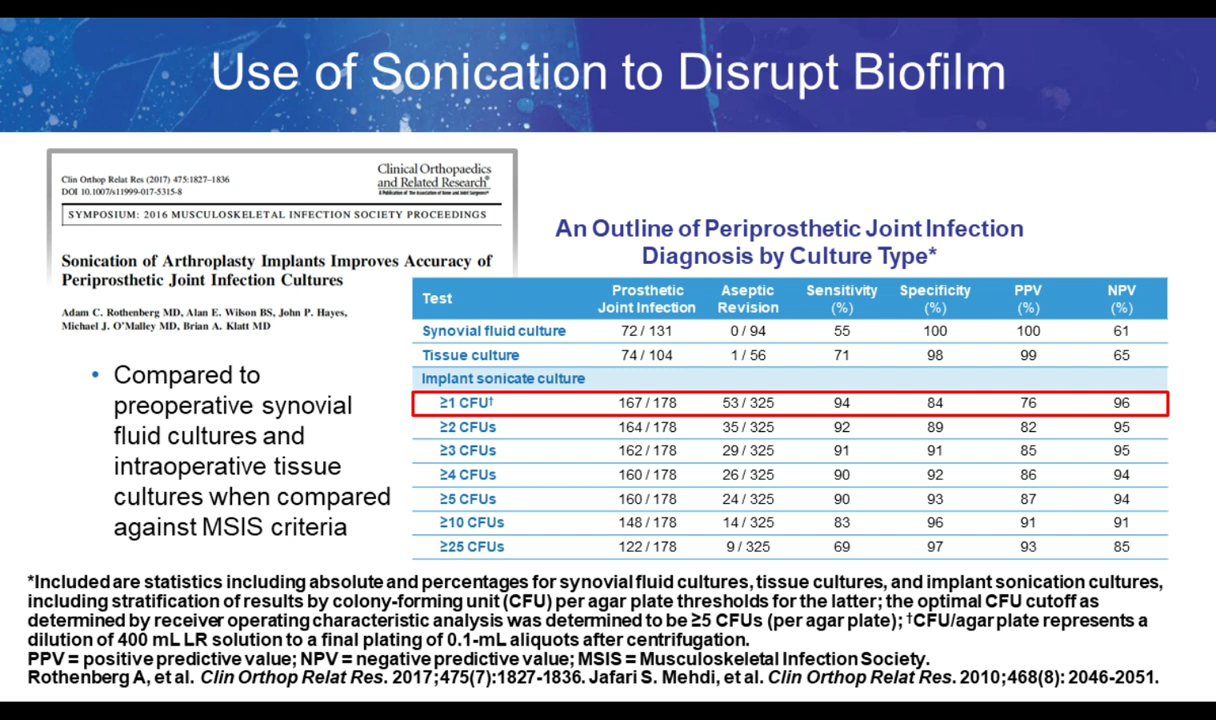 Use of Sonication to Disrupt Biofilm
Clin Orthop Relat Res (2017) 475:1827–1836
DOI 10.1007/s11999-017-5315-8
Clinical Orthopaedics
and Related Research®
A Publication of The Association of Bone and Joint Surgeons®
SYMPOSIUM: 2016 MUSCULOSKELETAL INFECTION SOCIETY PROCEEDINGS
Sonication of Arthroplasty Implants Improves Accuracy of
Periprosthetic Joint Infection Cultures
Adam C. Rothenberg MD, Alan E. Wilson BS, John P. Hayes,
Michael J. O'Malley MD, Brian A. Klatt MD
• Compared to
preoperative synovial
fluid cultures and
intraoperative tissue
cultures when compared
against MSIS criteria
An Outline of Periprosthetic Joint Infection
Diagnosis by Culture Type*
Test Prosthetic Joint Infection Aseptic Revision Sensitivity (%) Specificity (%) PPV (%) NPV (%)
Synovial fluid culture 72 / 131 0 / 94 55 100 100 61
Tissue culture 74 / 104 1 / 56 71 98 99 65
Implant sonicate culture
≥1 CFU† 167 / 178 53 / 325 94 84 76 96
≥2 CFUs 164 / 178 35 / 325 92 89 82 95
≥3 CFUs 162 / 178 29 / 325 91 91 85 95
≥4 CFUs 160 / 178 26 / 325 90 92 86 94
≥5 CFUs 160 / 178 24 / 325 90 93 87 94
≥10 CFUs 148 / 178 14 / 325 83 96 91 91
≥25 CFUs 122 / 178 9 / 325 69 97 93 85
*Included are statistics including absolute and percentages for synovial fluid cultures, tissue cultures, and implant sonication cultures,
including stratification of results by colony-forming unit (CFU) per agar plate thresholds for the latter; the optimal CFU cutoff as
determined by receiver operating characteristic analysis was determined to be ≥5 CFUs (per agar plate); †CFU/agar plate represents a
dilution of 400 mL LR solution to a final plating of 0.1-mL aliquots after centrifugation.
PPV = positive predictive value; NPV = negative predictive value; MSIS = Musculoskeletal Infection Society.
Rothenberg A, et al. Clin Orthop Relat Res. 2017;475(7):1827-1836. Jafari S. Mehdi, et al. Clin Orthop Relat Res. 2010;468(8): 2046-2051.